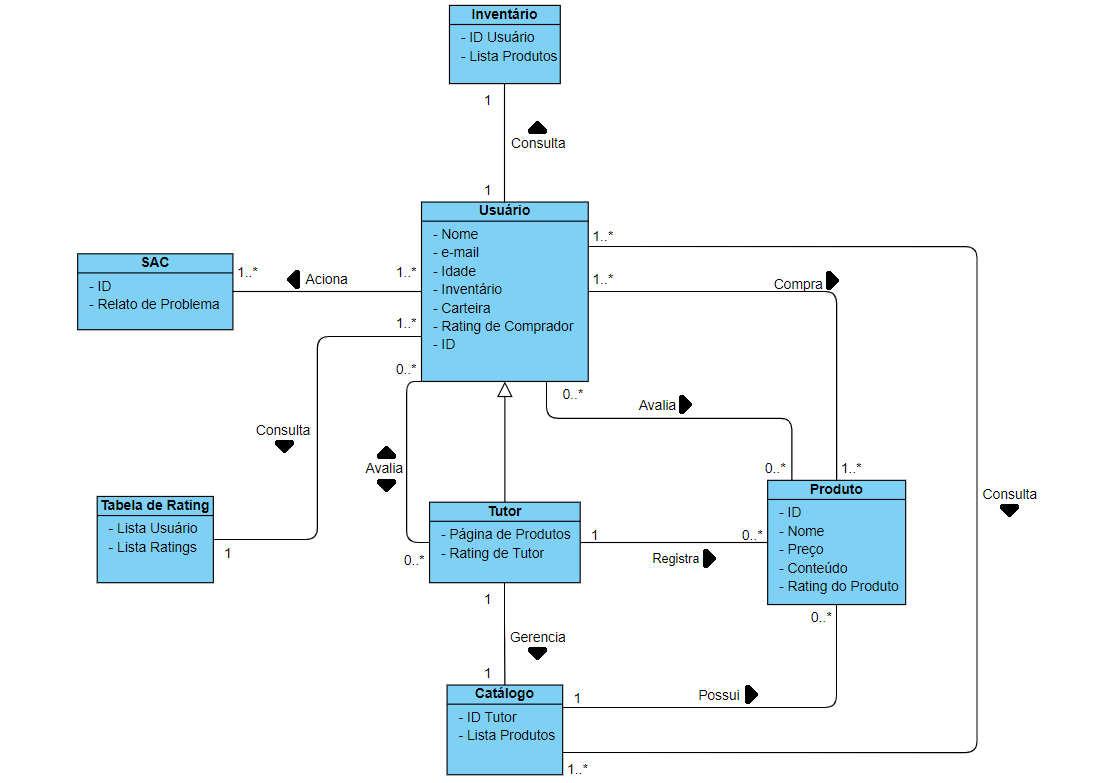 Inventário
- ID Usuário
- Lista Produtos
1
Consulta
1
Usuário
- Nome
- e-mail
- Idade
- Inventário
- Carteira
- Rating de Comprador
- ID
SAC
- ID
- Relato de Problema
1..*
Aciona
1..*
1..*
1..*
Compra
1..*
0..*
0..*
Avalia
Consulta
Avalia
0..*
1..*
Consulta
Tabela de Rating
- Lista Usuário
- Lista Ratings
1
Tutor
- Página de Produtos
- Rating de Tutor
0..*
1
Registra
0..*
Produto
- ID
- Nome
- Preço
- Conteúdo
- Rating do Produto
1
Gerencia
1
0..*
Catálogo
- ID Tutor
- Lista Produtos
1
Possui
1..*